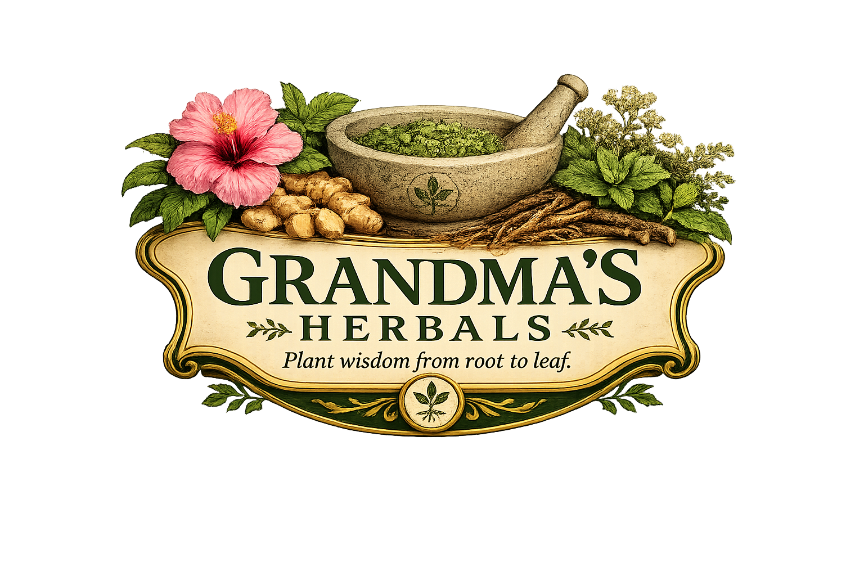 GRANDMA'S
HERBALS
Plant wisdom from root to leaf.